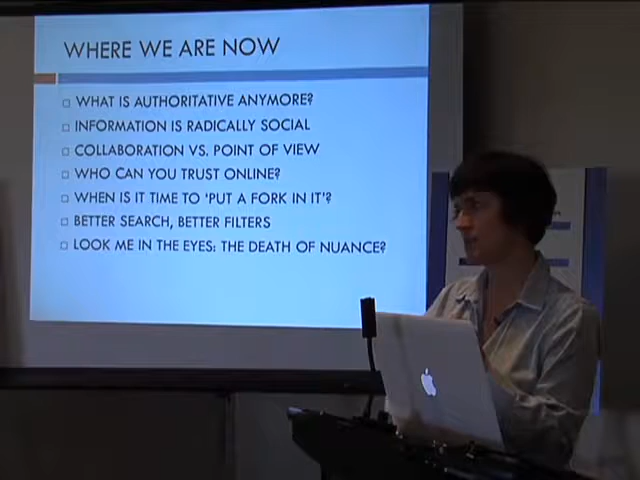 WHERE WE ARE NOW
WHAT IS AUTHORITATIVE ANYMORE?
INFORMATION IS RADICALLY SOCIAL
COLLABORATION VS. POINT OF VIEW
WHO CAN YOU TRUST ONLINE?
WHEN IS IT TIME TO 'PUT A FORK IN IT'?
BETTER SEARCH, BETTER FILTERS
LOOK ME IN THE EYES: THE DEATH OF NUANCE?